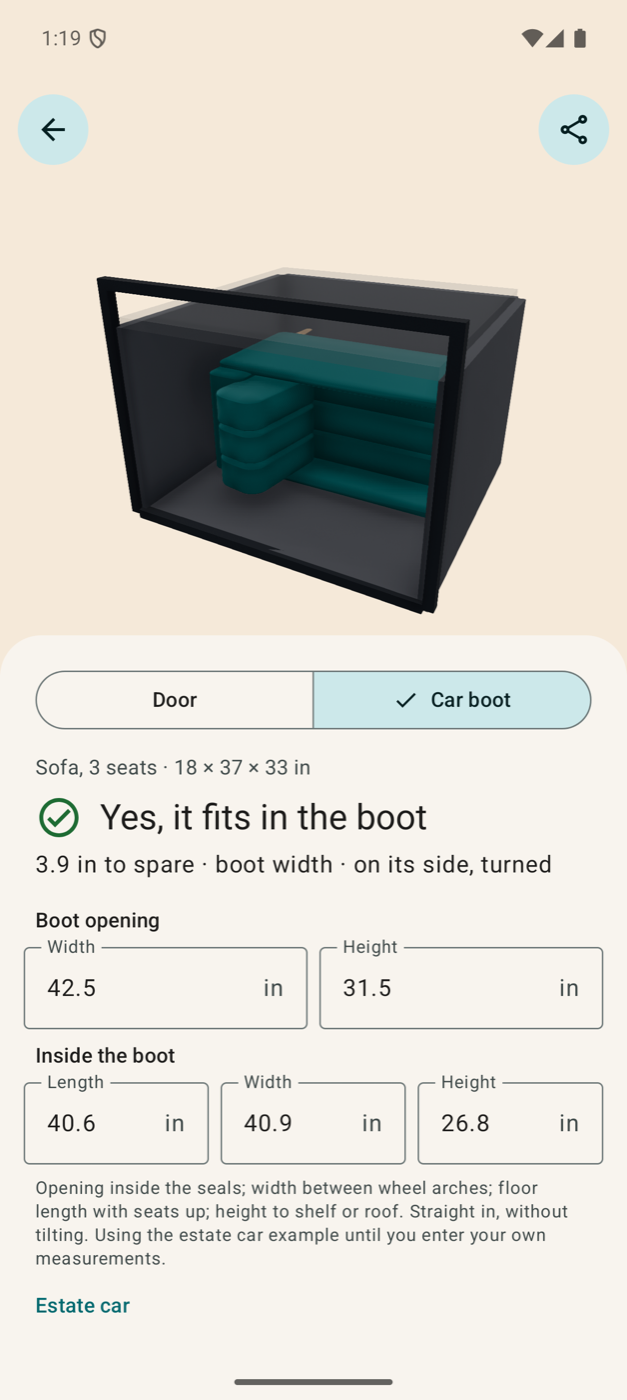 1:19
Door
Car boot
Sofa, 3 seats · 18 × 37 × 33 in
Yes, it fits in the boot
3.9 in to spare · boot width · on its side, turned
Boot opening
Width
Height
42.5 in
31.5 in
Inside the boot
Length
Width
Height
40.6 in
40.9 in
26.8 in
Opening inside the seals; width between wheel arches; floor
length with seats up; height to shelf or roof. Straight in, without
tilting. Using the estate car example until you enter your own
measurements.
Estate car